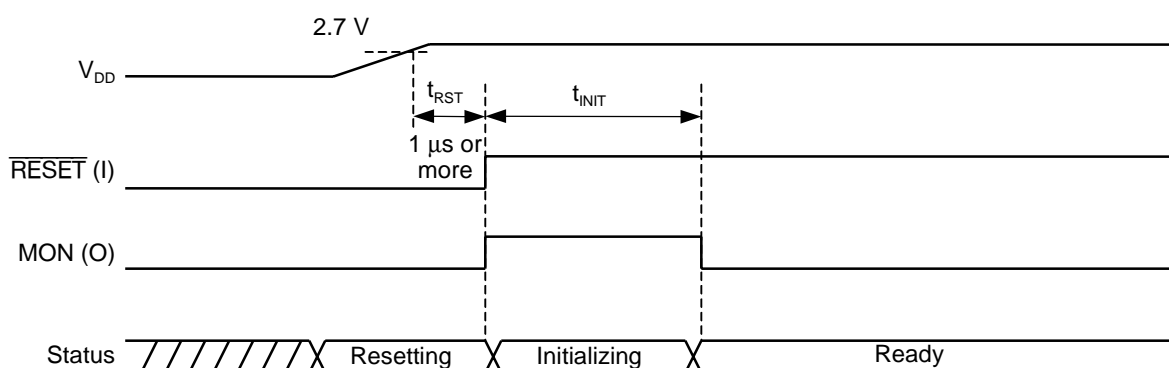 2.7 V
VDD
tRST
tINIT
1 μs or
more
RESET (I)
MON (O)
Status
Resetting
Initializing
Ready